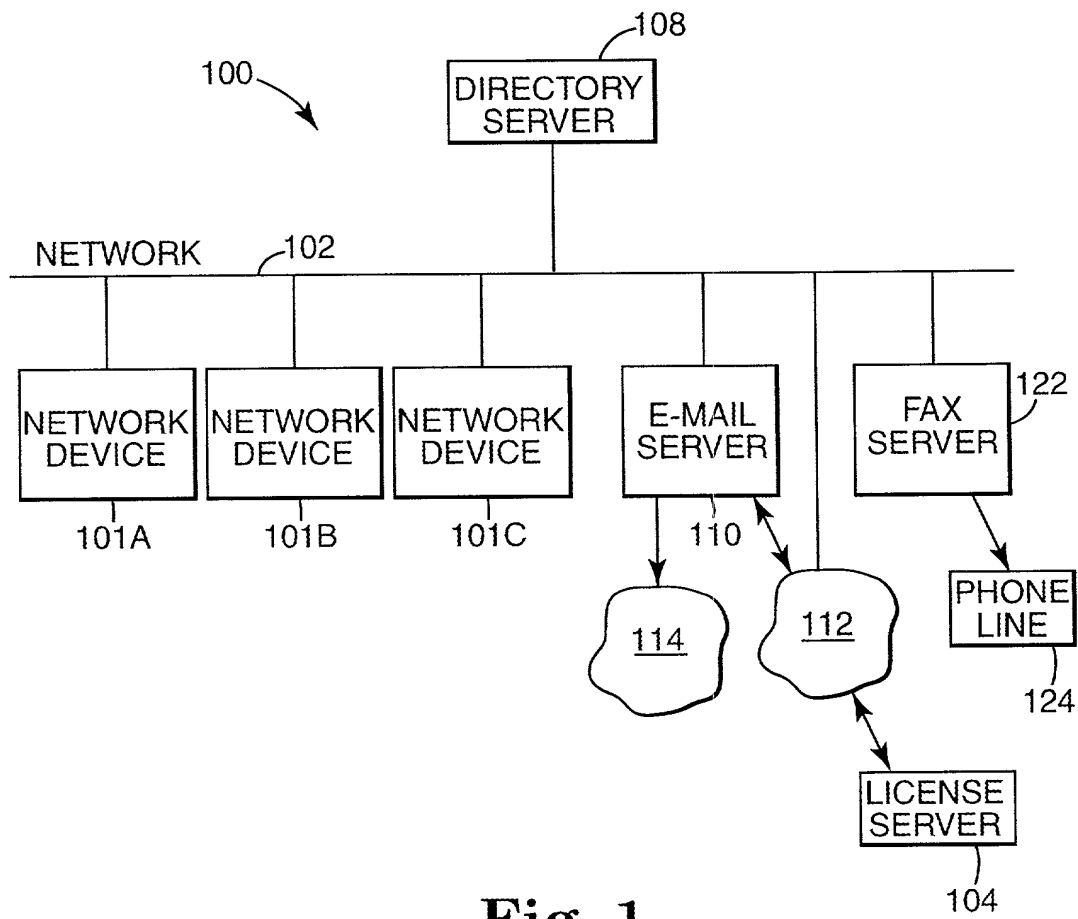 108
100
DIRECTORY
SERVER
NETWORK
102
NETWORK
DEVICE
NETWORK
DEVICE
NETWORK
DEVICE
E-MAIL
SERVER
FAX
SERVER
122
101A
101B
101C
110
114
112
PHONE
LINE
124
LICENSE
SERVER
104
Fig. 1